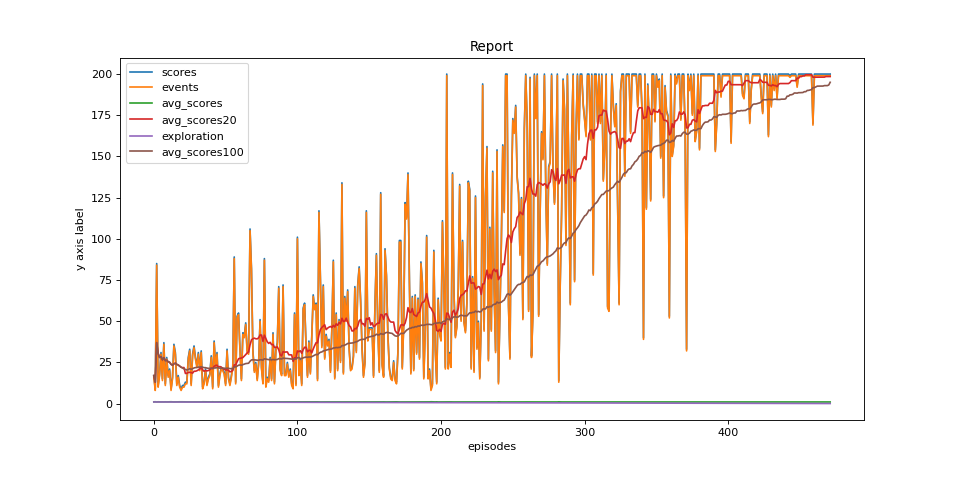 Report
scores
events
avg_scores
avg_scores20
exploration
avg_scores100
200
175
150
125
100
75
50
25
0
y axis label
0
100
200
300
400
episodes